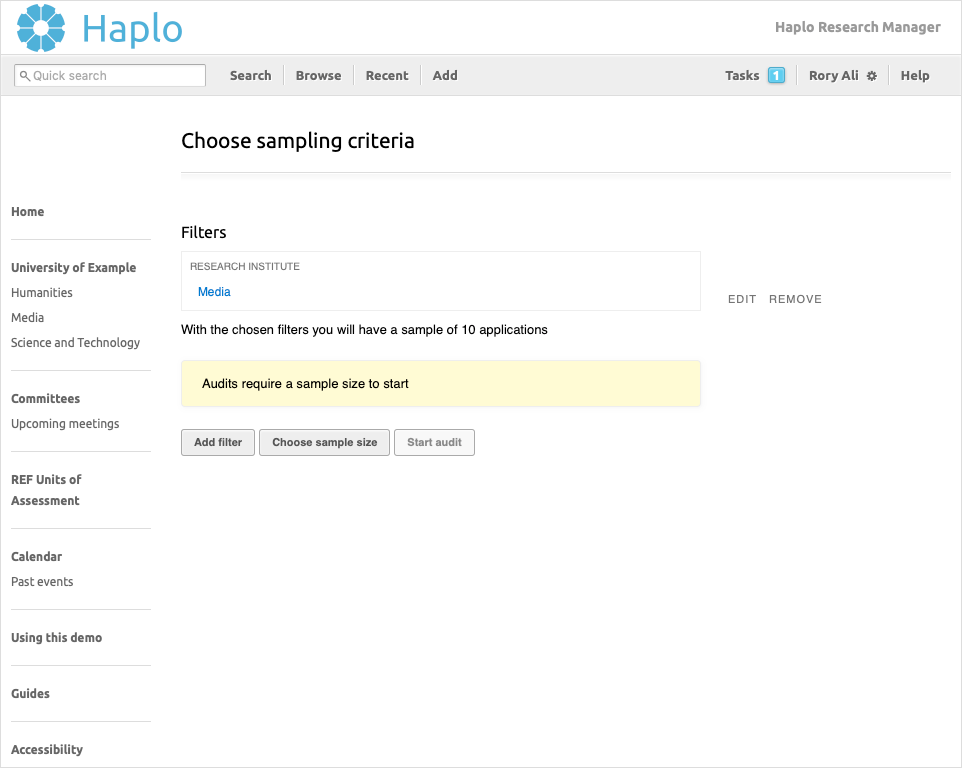 Haplo
Haplo Research Manager
Quick search
Search
Browse
Recent
Add
Tasks 1
Rory Ali
Help
Choose sampling criteria
Home
University of Example
Humanities
Media
Science and Technology
Committees
Upcoming meetings
REF Units of
Assessment
Calendar
Past events
Using this demo
Guides
Accessibility
Filters
RESEARCH INSTITUTE
Media
EDIT REMOVE
With the chosen filters you will have a sample of 10 applications
Audits require a sample size to start
Add filter
Choose sample size
Start audit